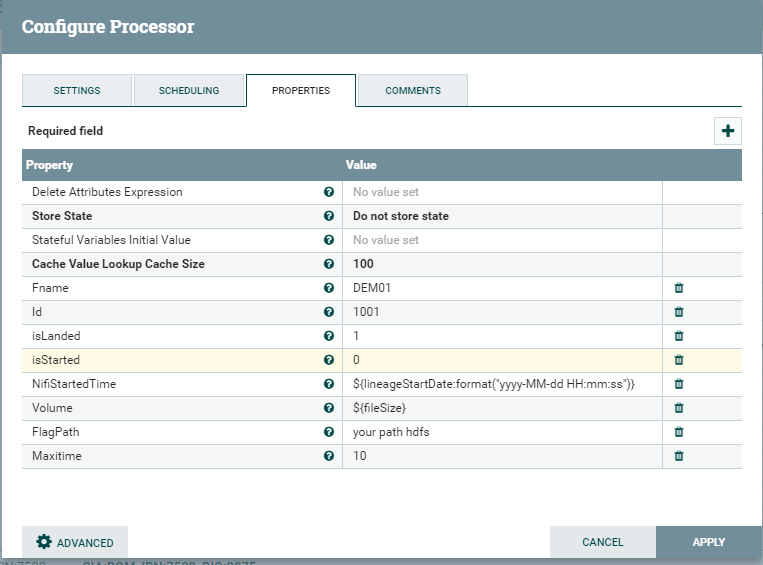 Configure Processor
SETTINGS SCHEDULING PROPERTIES COMMENTS
Required field
Property Value
Delete Attributes Expression No value set
Store State Do not store state
Stateful Variables Initial Value No value set
Cache Value Lookup Cache Size 100
Fname DEM01
Id 1001
isLanded 1
isStarted 0
NifiStartedTime ${lineageStartDate:format("yyyy-MM-dd HH:mm:ss")}
Volume ${fileSize}
FlagPath your path hdfs
Maxitime 10
ADVANCED CANCEL APPLY